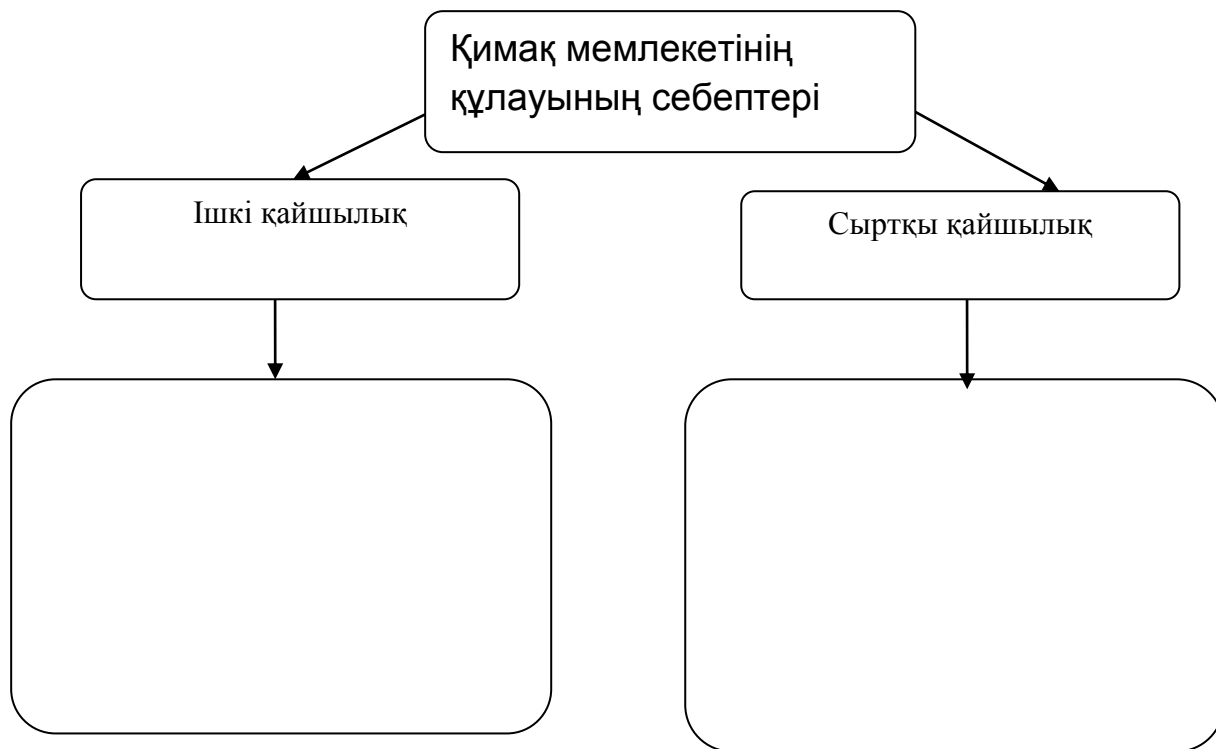 Қимақ мемлекетінің
құлауының себептері
Ішкі қайшылық
Сыртқы қайшылық